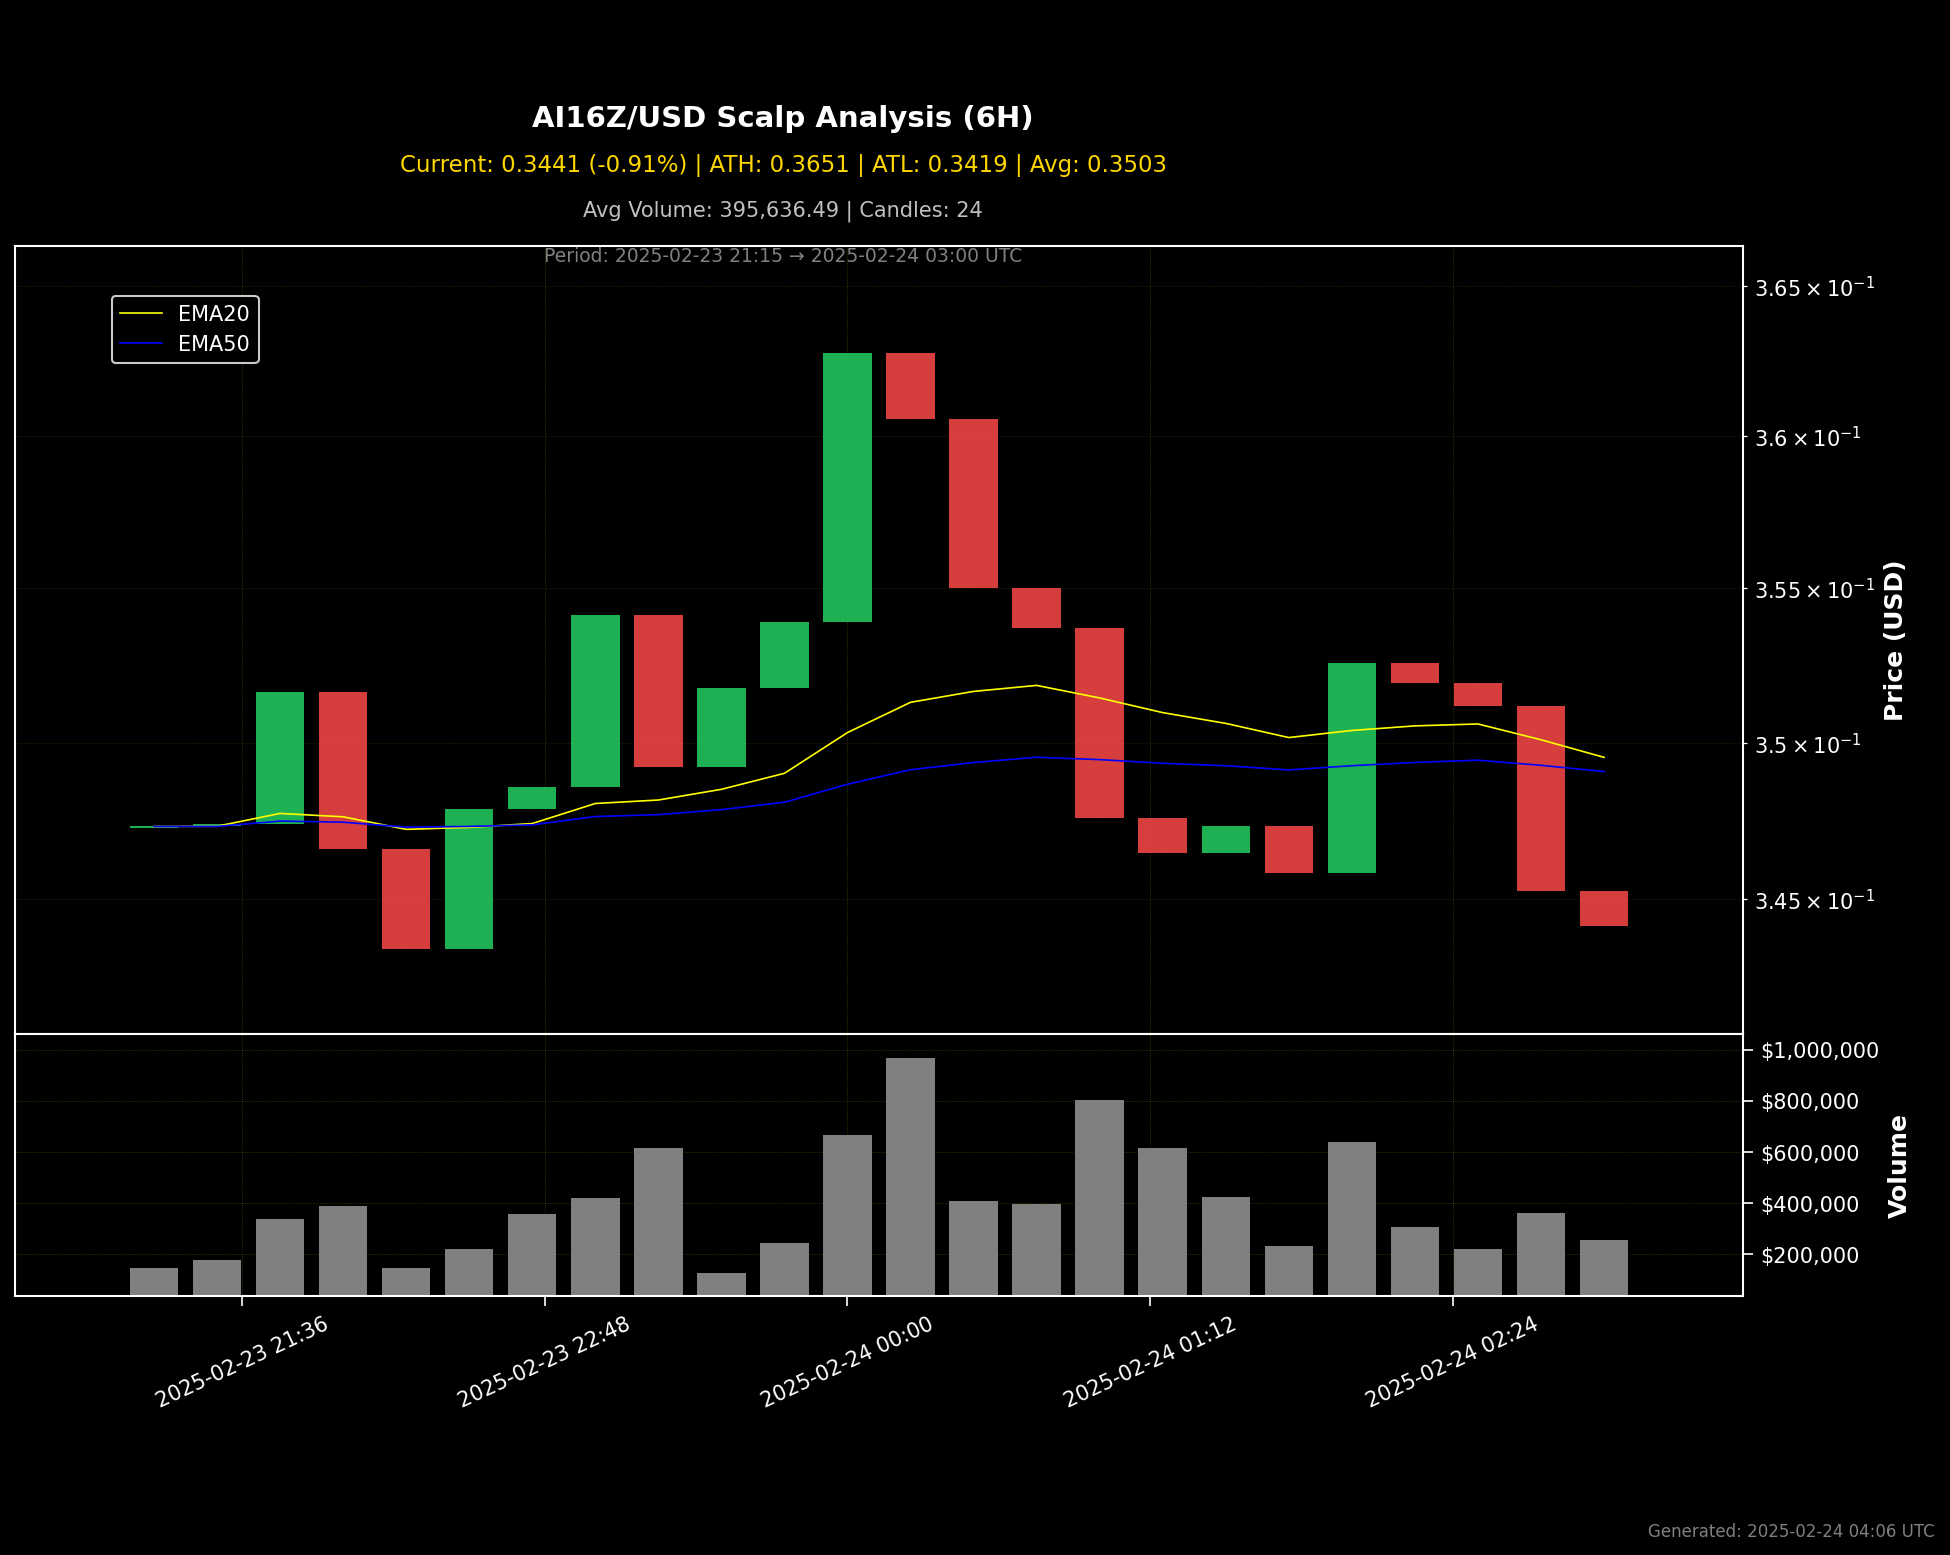 AI16Z/USD Scalp Analysis (6H)
Current: 0.3441 (-0.91%) | ATH: 0.3651 | ATL: 0.3419 | Avg: 0.3503
Avg Volume: 395,636.49 | Candles: 24
Period: 2025-02-23 21:15 → 2025-02-24 03:00 UTC
EMA20
EMA50
3.65 × 10⁻¹
3.6 × 10⁻¹
3.55 × 10⁻¹
3.5 × 10⁻¹
3.45 × 10⁻¹
Price (USD)
$1,000,000
$800,000
$600,000
$400,000
$200,000
Volume
2025-02-23 21:36
2025-02-23 22:48
2025-02-24 00:00
2025-02-24 01:12
2025-02-24 02:24
Generated: 2025-02-24 04:06 UTC